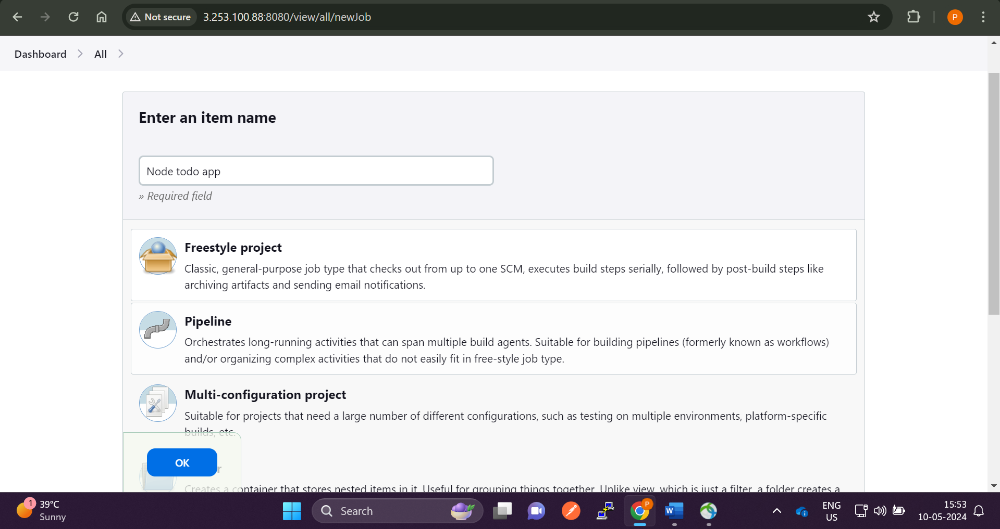 Not secure
3.253.100.88:8080/view/all/newJob
P
Dashboard
All
Enter an item name
Node todo app
» Required field
Freestyle project
Classic, general-purpose job type that checks out from up to one SCM, executes build steps serially, followed by post-build steps like
archiving artifacts and sending email notifications.
Pipeline
Orchestrates long-running activities that can span multiple build agents. Suitable for building pipelines (formerly known as workflows)
and/or organizing complex activities that do not easily fit in free-style job type.
Multi-configuration project
Suitable for projects that need a large number of different configurations, such as testing on multiple environments, platform-specific
builds, etc.
OK
r
Creates a container that stores nested items in it. Useful for grouping things together. Unlike view, which is just a filter, a folder creates a
1
39°C
Sunny
Search
P
W
ENG
US
15:53
10-05-2024